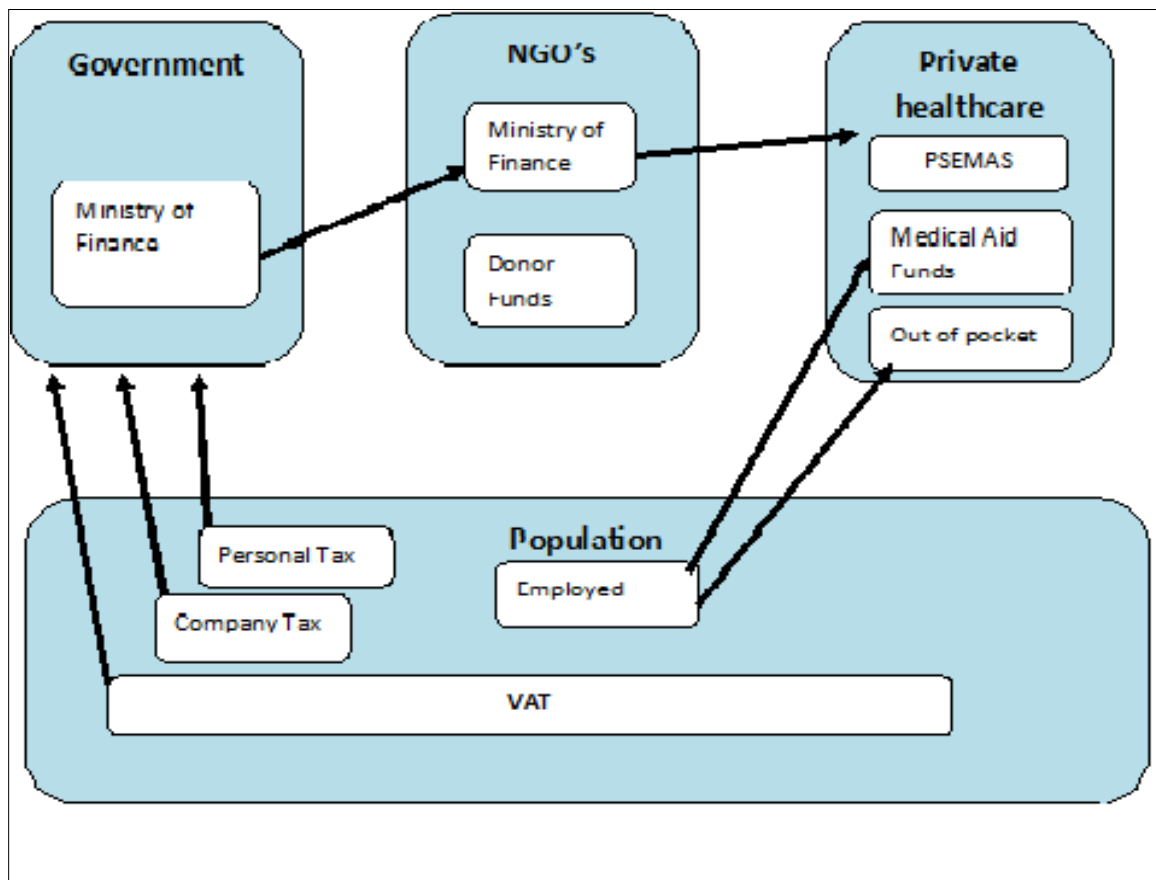 Government
Ministry of
Finance
NGO's
Ministry of
Finance
Donor
Funds
Private
healthcare
PSEMAS
Medical Aid
Funds
Out of pocket
Population
Personal Tax
Employed
Company Tax
VAT